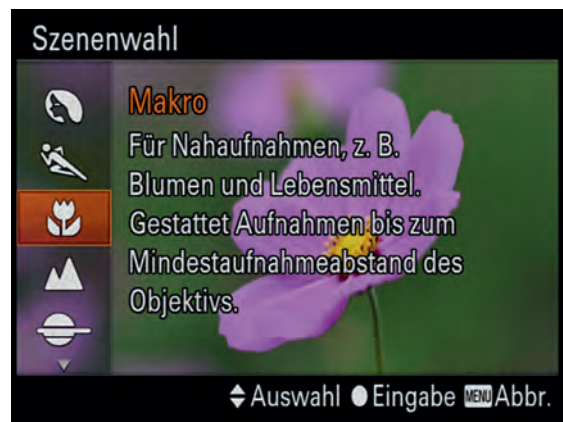 Szenenwahl
Makro
Für Nahaufnahmen, z. B.
Blumen und Lebensmittel.
Gestattet Aufnahmen bis zum
Mindestaufnahmeabstand des
Objektivs.
Auswahl Eingabe MENU Abbr.